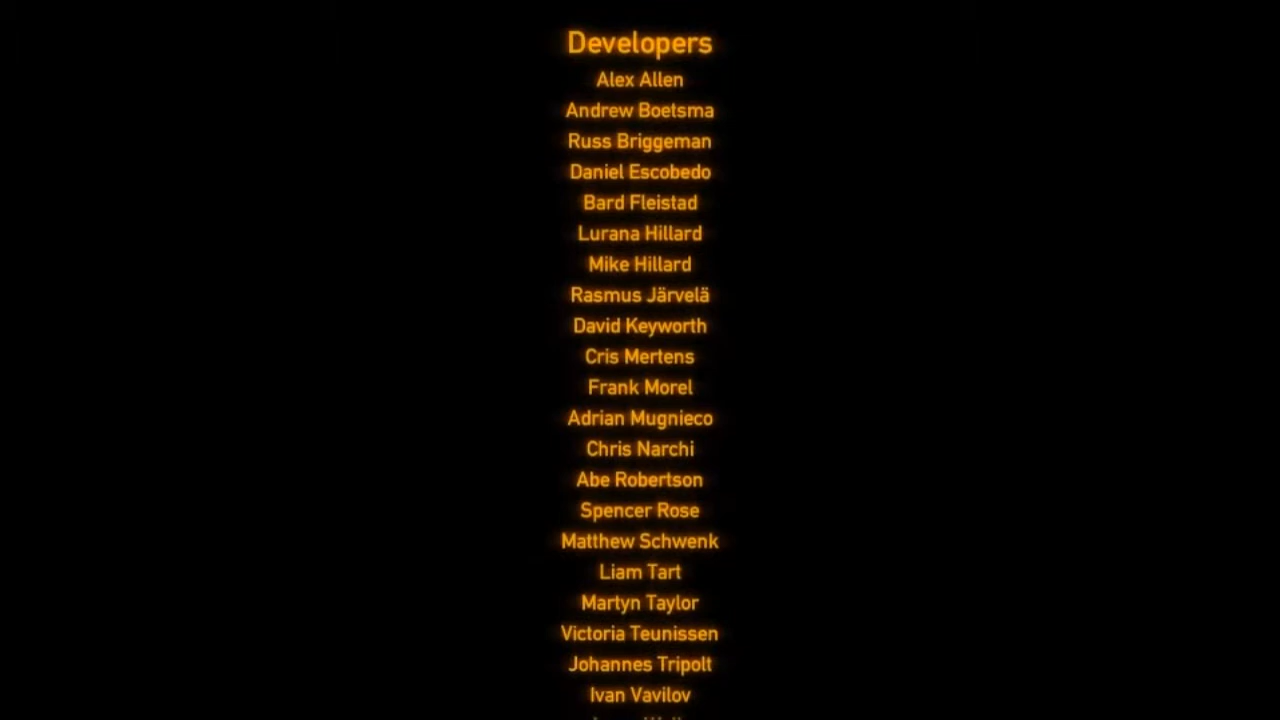 Developers
Alex Allen
Andrew Boetsma
Russ Briggeman
Daniel Escobedo
Bard Fleistad
Lurana Hillard
Mike Hillard
Rasmus Järvelä
David Keyworth
Cris Mertens
Frank Morel
Adrian Mugnieco
Chris Narchi
Abe Robertson
Spencer Rose
Matthew Schwenk
Liam Tart
Martyn Taylor
Victoria Teunissen
Johannes Tripolt
Ivan Vavilov